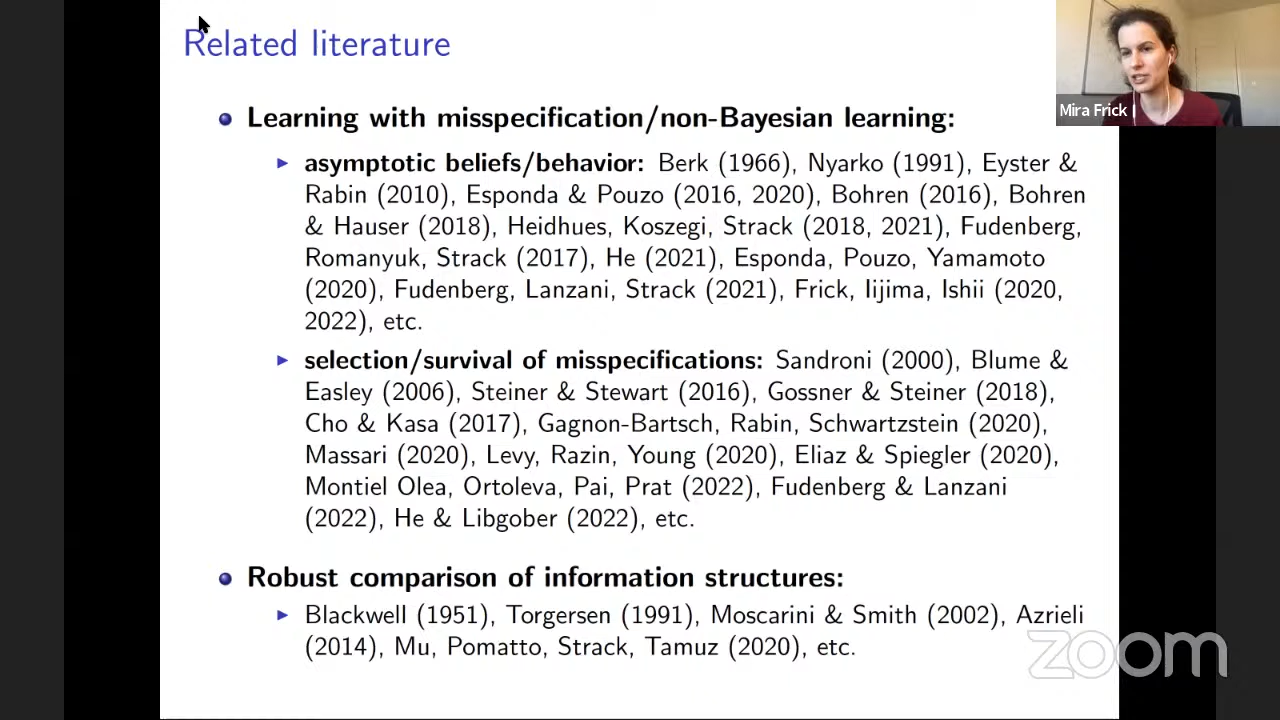 Related literature
Learning with misspecification/non-Bayesian learning:
asymptotic beliefs/behavior: Berk (1966), Nyarko (1991), Eyster &
Rabin (2010), Esponda & Pouzo (2016, 2020), Bohren (2016), Bohren
& Hauser (2018), Heidhues, Koszegi, Strack (2018, 2021), Fudenberg,
Romanyuk, Strack (2017), He (2021), Esponda, Pouzo, Yamamoto
(2020), Fudenberg, Lanzani, Strack (2021), Frick, Iijima, Ishii (2020,
2022), etc.
selection/survival of misspecifications: Sandroni (2000), Blume &
Easley (2006), Steiner & Stewart (2016), Gossner & Steiner (2018),
Cho & Kasa (2017), Gagnon-Bartsch, Rabin, Schwartzstein (2020),
Massari (2020), Levy, Razin, Young (2020), Eliaz & Spiegler (2020),
Montiel Olea, Ortoleva, Pai, Prat (2022), Fudenberg & Lanzani
(2022), He & Libgober (2022), etc.
Robust comparison of information structures:
Blackwell (1951), Torgersen (1991), Moscarini & Smith (2002), Azrieli
(2014), Mu, Pomatto, Strack, Tamuz (2020), etc.
Mira Frick
zoom